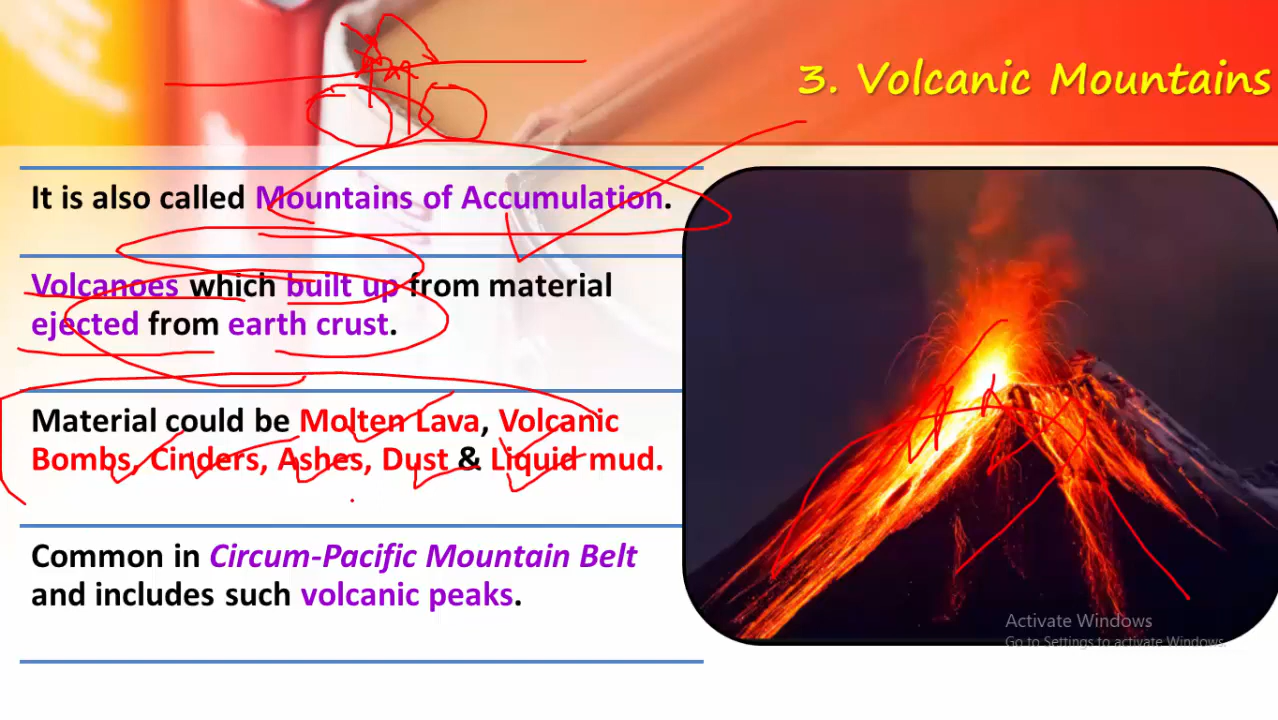 3. Volcanic Mountains
It is also called Mountains of Accumulation.
Volcanoes which built up from material
ejected from earth crust.
Material could be Molten Lava, Volcanic
Bombs, Cinders, Ashes, Dust & Liquid mud.
Common in Circum-Pacific Mountain Belt
and includes such volcanic peaks.
Activate Windows
Go to Settings to activate Windows.